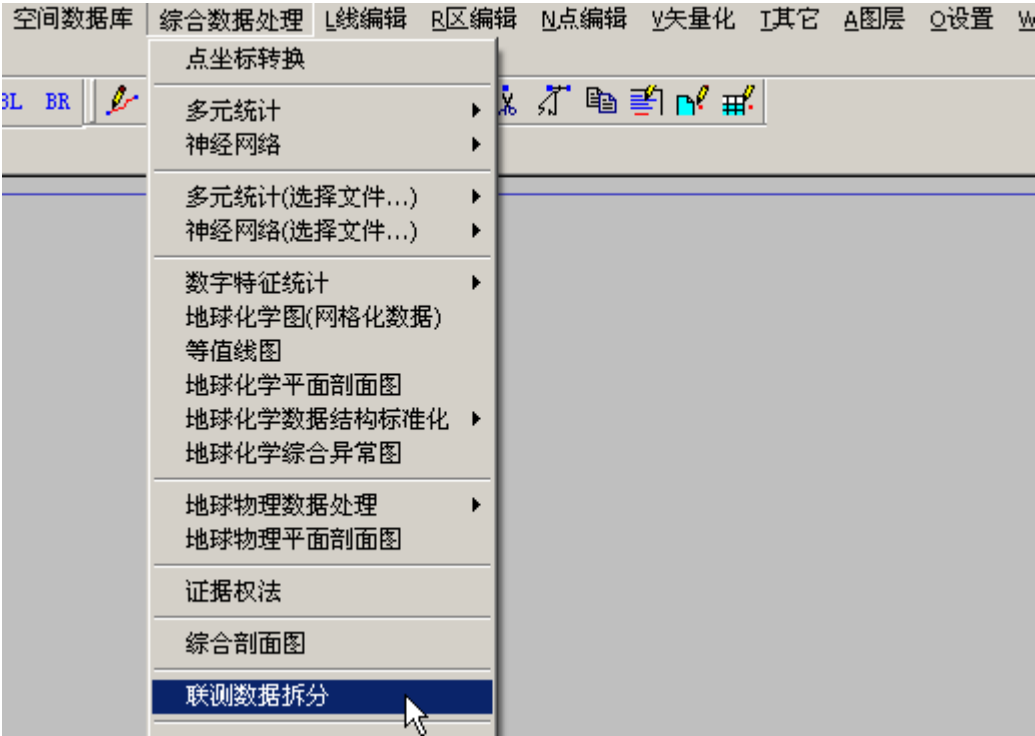 空间数据库 综合数据处理 L线编辑 R区编辑 N点编辑 V矢量化 I其它 A图层 O设置 W
点坐标转换
BL BR
多元统计
神经网络
多元统计(选择文件...)
神经网络(选择文件...)
数字特征统计
地球化学图(网格化数据)
等值线图
地球化学平面剖面图
地球化学数据结构标准化
地球化学综合异常图
地球物理数据处理
地球物理平面剖面图
证据权法
综合剖面图
联测数据拆分